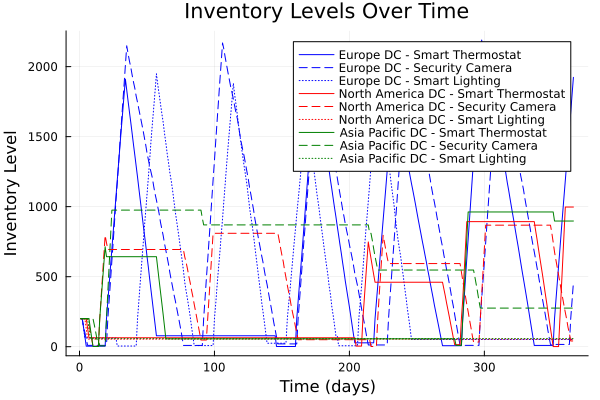 Inventory Levels Over Time
Inventory Level
2000
1500
1000
500
0
Europe DC - Smart Thermostat
Europe DC - Security Camera
Europe DC - Smart Lighting
North America DC - Smart Thermostat
North America DC - Security Camera
North America DC - Smart Lighting
Asia Pacific DC - Smart Thermostat
Asia Pacific DC - Security Camera
Asia Pacific DC - Smart Lighting
0 100 200 300
Time (days)